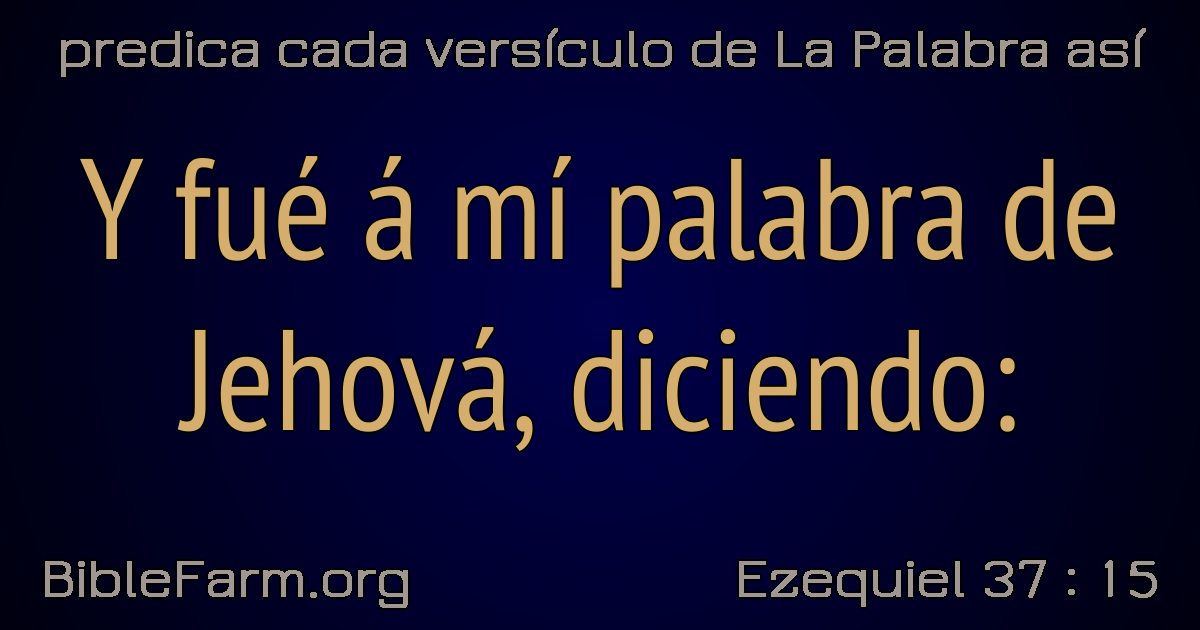 predica cada versículo de La Palabra así
Y fué á mí palabra de
Jehová, diciendo:
BibleFarm.org
Ezequiel 37 : 15